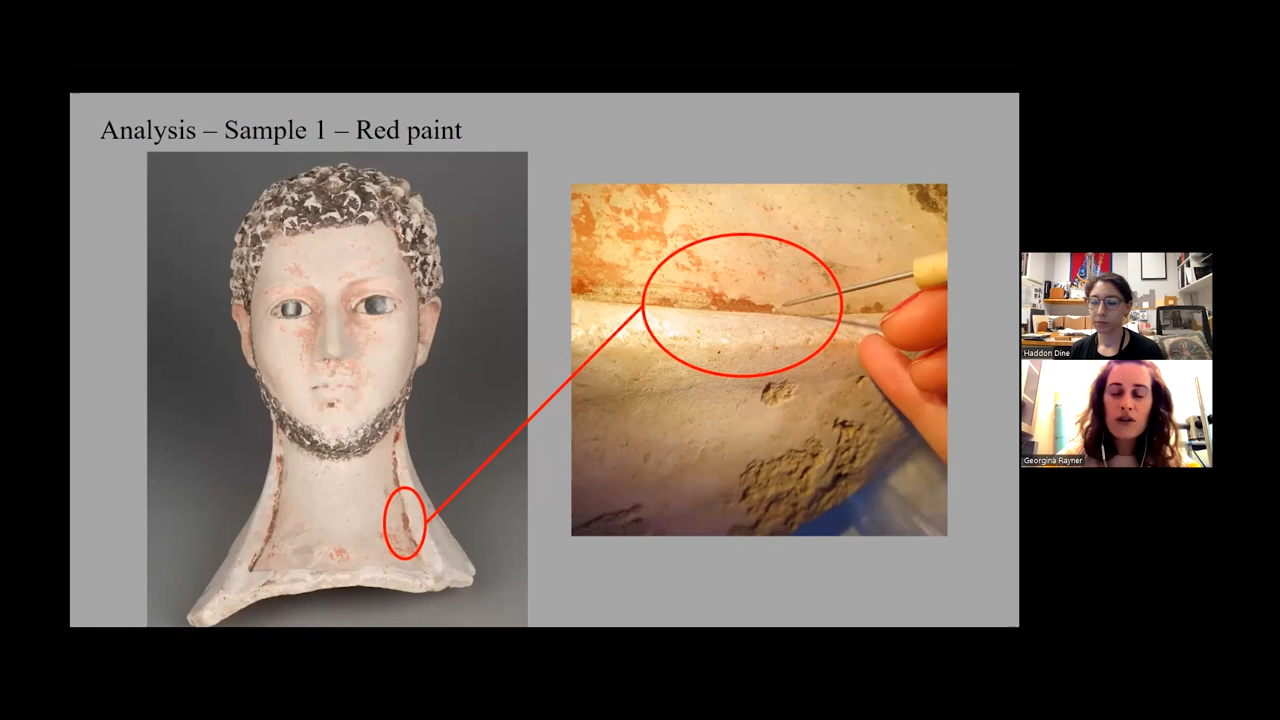 Analysis – Sample 1 – Red paint
Haddon Dine
Georgina Rayner